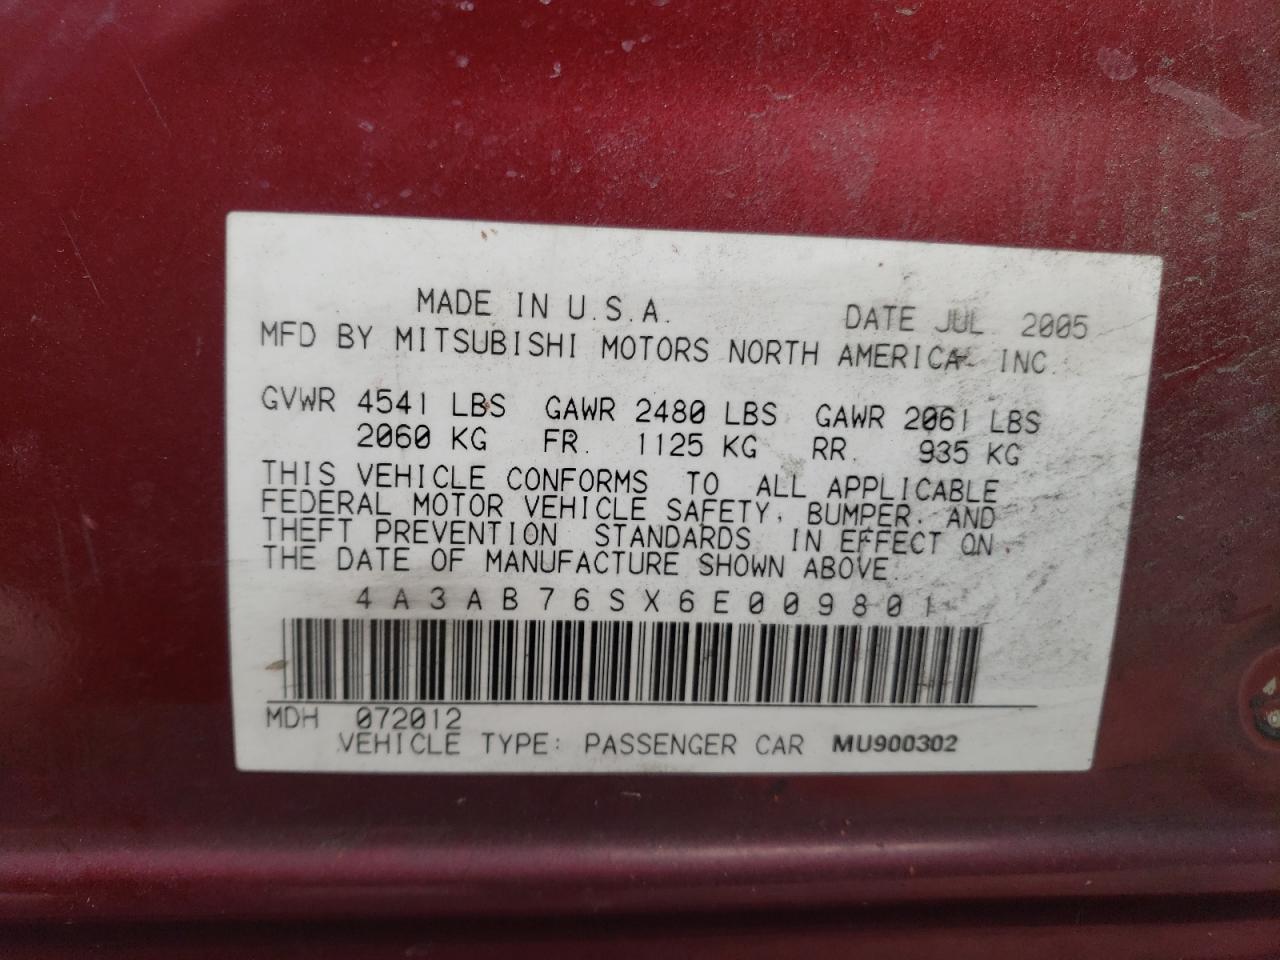 MADE IN U.S.A. DATE JUL 2005
MFD BY MITSUBISHI MOTORS NORTH AMERICA INC.
GVWR 4541 LBS GAWR 2480 LBS GAWR 2061 LBS
2060 KG FR. 1125 KG RR. 935 KG
THIS VEHICLE CONFORMS TO ALL APPLICABLE
FEDERAL MOTOR VEHICLE SAFETY, BUMPER, AND
THEFT PREVENTION STANDARDS IN EFFECT ON
THE DATE OF MANUFACTURE SHOWN ABOVE.
4A3AB76SX6E009801
MDH 072012
VEHICLE TYPE: PASSENGER CAR MU900302